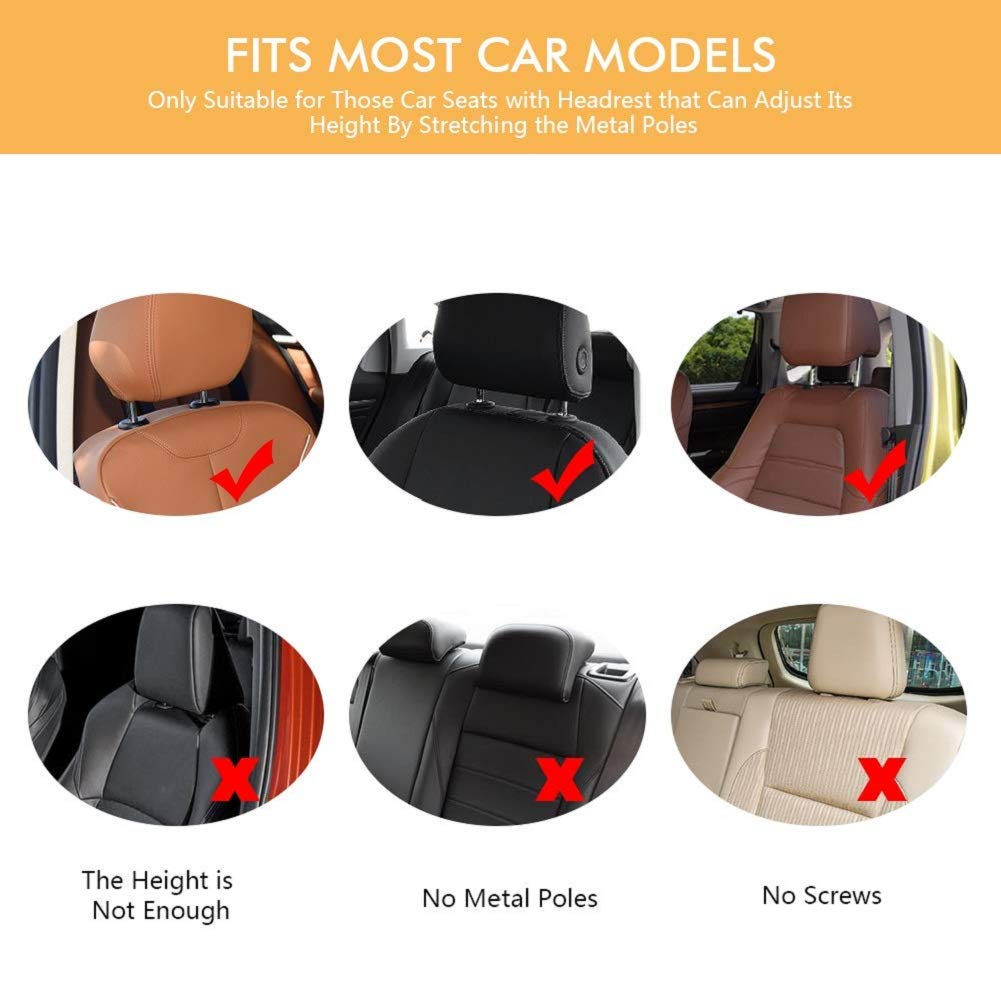 FITS MOST CAR MODELS
Only Suitable for Those Car Seats with Headrest that Can Adjust Its
Height By Stretching the Metal Poles
The Height is
Not Enough
No Metal Poles
No Screws